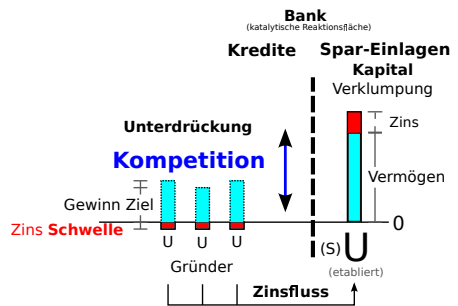 Bank
(katalytische Reaktionsfläche)
Kredite
Spar-Einlagen
Kapital
Verklumpung
Zins
Unterdrückung
Kompetition
Vermögen
Gewinn Ziel
0
Zins Schwelle
U U U
(S) U
Gründer
(etabliert)
Zinsfluss